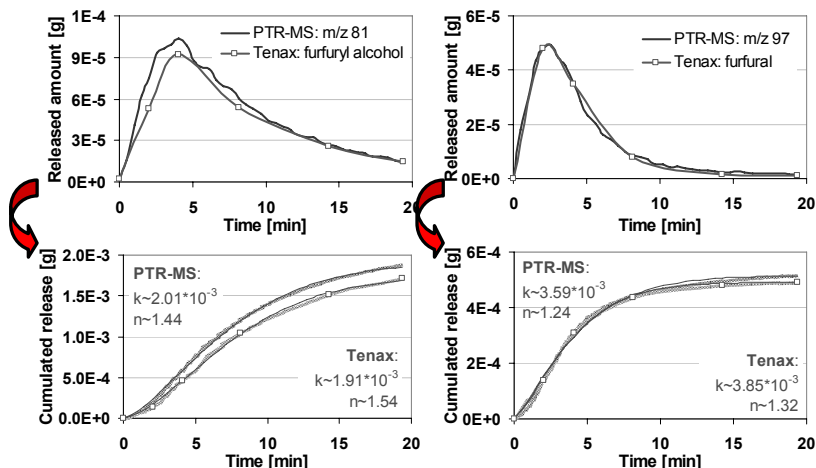 Released amount [g]
1E-4
9E-5
6E-5
3E-5
0E+0
PTR-MS: m/z 81
Tenax: furfuryl alcohol
0 5 10 15 20
Time [min]
Released amount [g]
6E-5
4E-5
2E-5
0E+0
PTR-MS: m/z 97
Tenax: furfural
0 5 10 15 20
Time [min]
Cumulated release [g]
2.0E-3
1.5E-3
1.0E-3
5.0E-4
0.0E+0
PTR-MS:
k~2.01*10⁻³
n~1.44
Tenax:
k~1.91*10⁻³
n~1.54
0 5 10 15 20
Time [min]
Cumulated release [g]
6E-4
4E-4
2E-4
0E+0
PTR-MS:
k~3.59*10⁻³
n~1.24
Tenax:
k~3.85*10⁻³
n~1.32
0 5 10 15 20
Time [min]